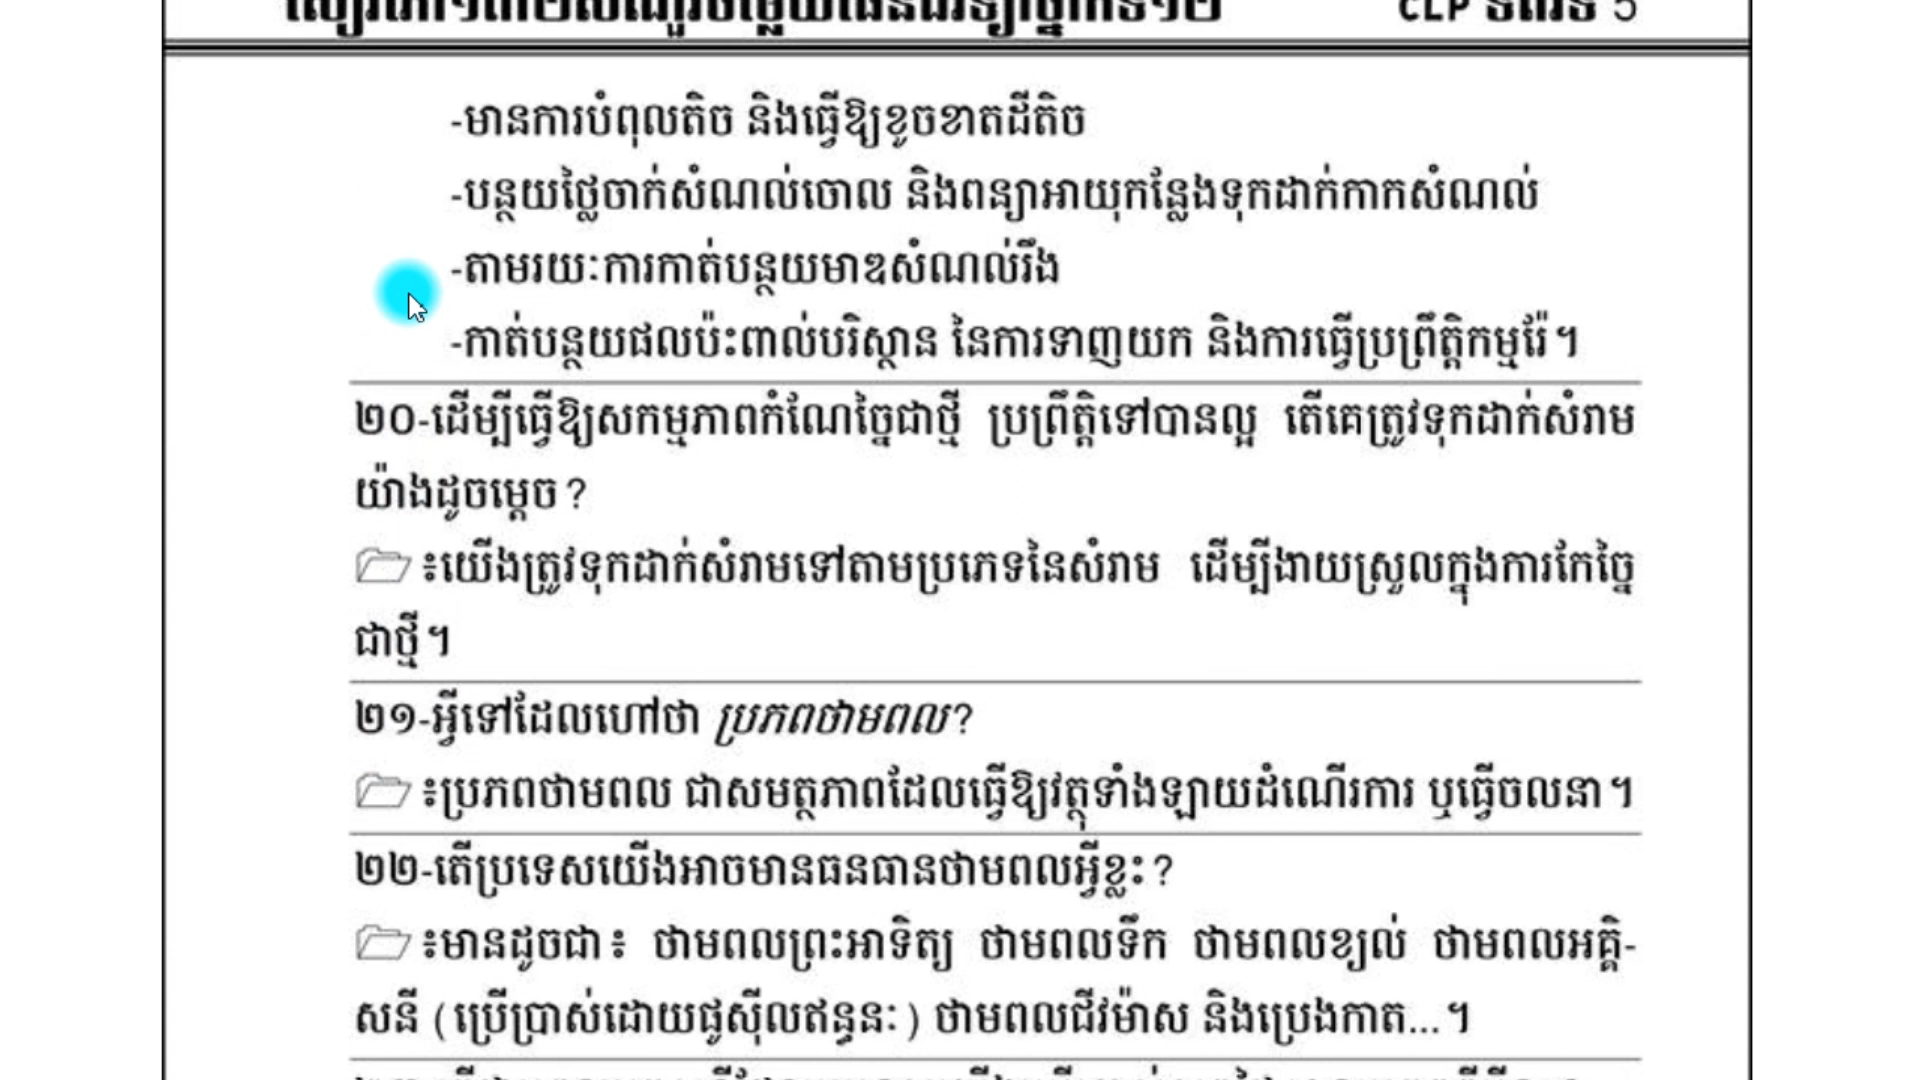 CLP ទំព័រទី 5
-មានការបំពុលតិច និងធ្វើឱ្យខូចខាតដីតិច
-បន្ថយថ្លៃចាក់សំណល់ចោល និងពន្យាអាយុកន្លែងទុកដាក់កាកសំណល់
-តាមរយៈការកាត់បន្ថយមាឌសំណល់រឹង
-កាត់បន្ថយផលប៉ះពាល់បរិស្ថាន នៃការទាញយក និងការធ្វើប្រព្រឹត្តិកម្មរ៉ែ។
២០-ដើម្បីធ្វើឱ្យសកម្មភាពកំណែច្នៃជាថ្មី ប្រព្រឹត្តិទៅបានល្អ តើគេត្រូវទុកដាក់សំរាម
យ៉ាងដូចម្ដេច?
៖យើងត្រូវទុកដាក់សំរាមទៅតាមប្រភេទនៃសំរាម ដើម្បីងាយស្រួលក្នុងការកែច្នៃ
ជាថ្មី។
២១-អ្វីទៅដែលហៅថា ប្រភពថាមពល?
៖ប្រភពថាមពល ជាសមត្ថភាពដែលធ្វើឱ្យវត្ថុទាំងឡាយដំណើរការ ឬធ្វើចលនា។
២២-តើប្រទេសយើងអាចមានធនធានថាមពលអ្វីខ្លះ?
៖មានដូចជា៖ ថាមពលព្រះអាទិត្យ ថាមពលទឹក ថាមពលខ្យល់ ថាមពលអគ្គិ-
សនី (ប្រើប្រាស់ដោយផូស៊ីលឥន្ធនៈ) ថាមពលជីវម៉ាស និងប្រេងកាត...។